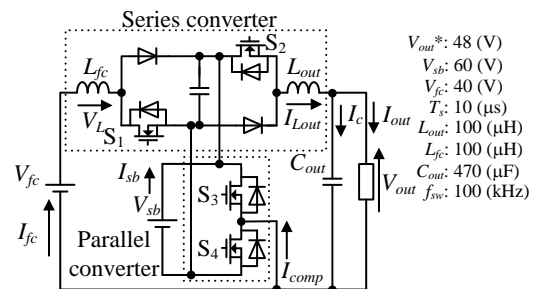 Series converter
S2
Lfc
Lout
VL
S1
ILout
Ic
Iout
Isb
Vfc
Vsb
S3
Cout
Vout
S4
Ifc
Parallel
converter
Icomp
Vout*: 48 (V)
Vsb: 60 (V)
Vfc: 40 (V)
Ts: 10 (μs)
Lout: 100 (μH)
Lfc: 100 (μH)
Cout: 470 (μF)
fsw: 100 (kHz)